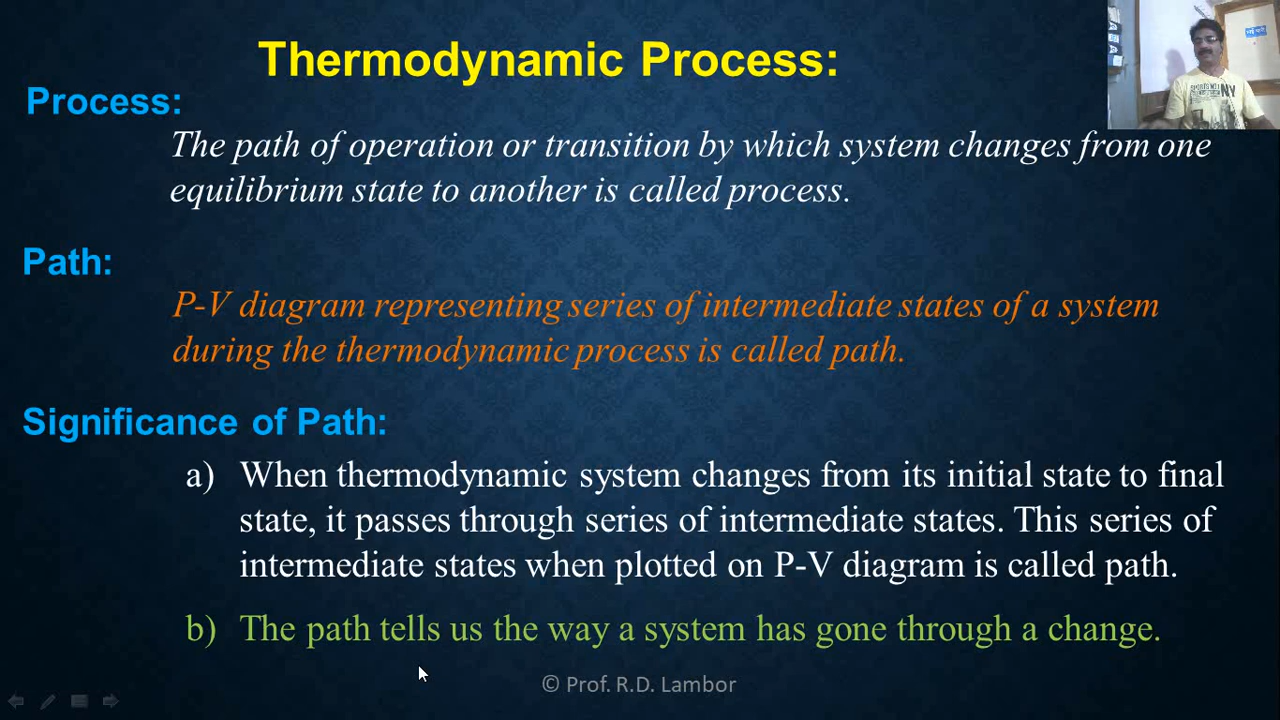 Thermodynamic Process:
Process:
The path of operation or transition by which system changes from one
equilibrium state to another is called process.
Path:
P-V diagram representing series of intermediate states of a system
during the thermodynamic process is called path.
Significance of Path:
a) When thermodynamic system changes from its initial state to final
state, it passes through series of intermediate states. This series of
intermediate states when plotted on P-V diagram is called path.
b) The path tells us the way a system has gone through a change.
© Prof. R.D. Lambor